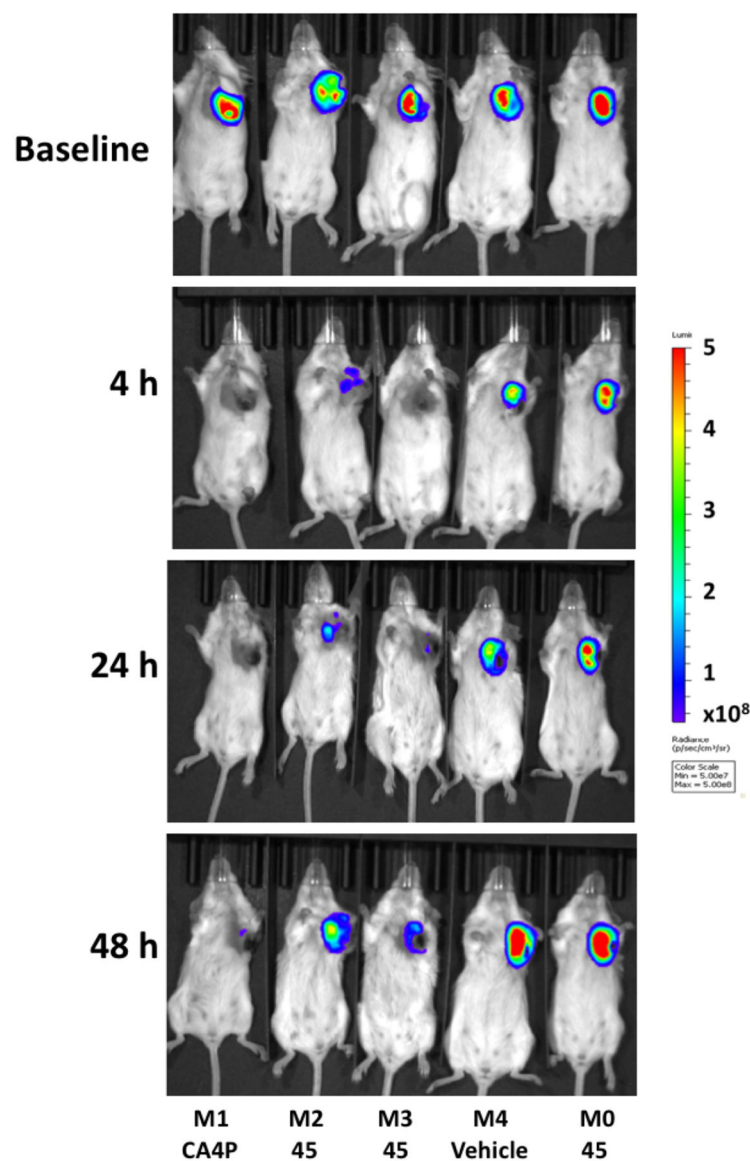 Baseline
4 h
Lumi
5
4
3
2
1
x10⁸
Radiance
(p/sec/cm²/sr)
Color Scale
Min = 5.00e7
Max = 5.00e8
24 h
48 h
M1 M2 M3 M4 M0
CA4P 45 45 Vehicle 45